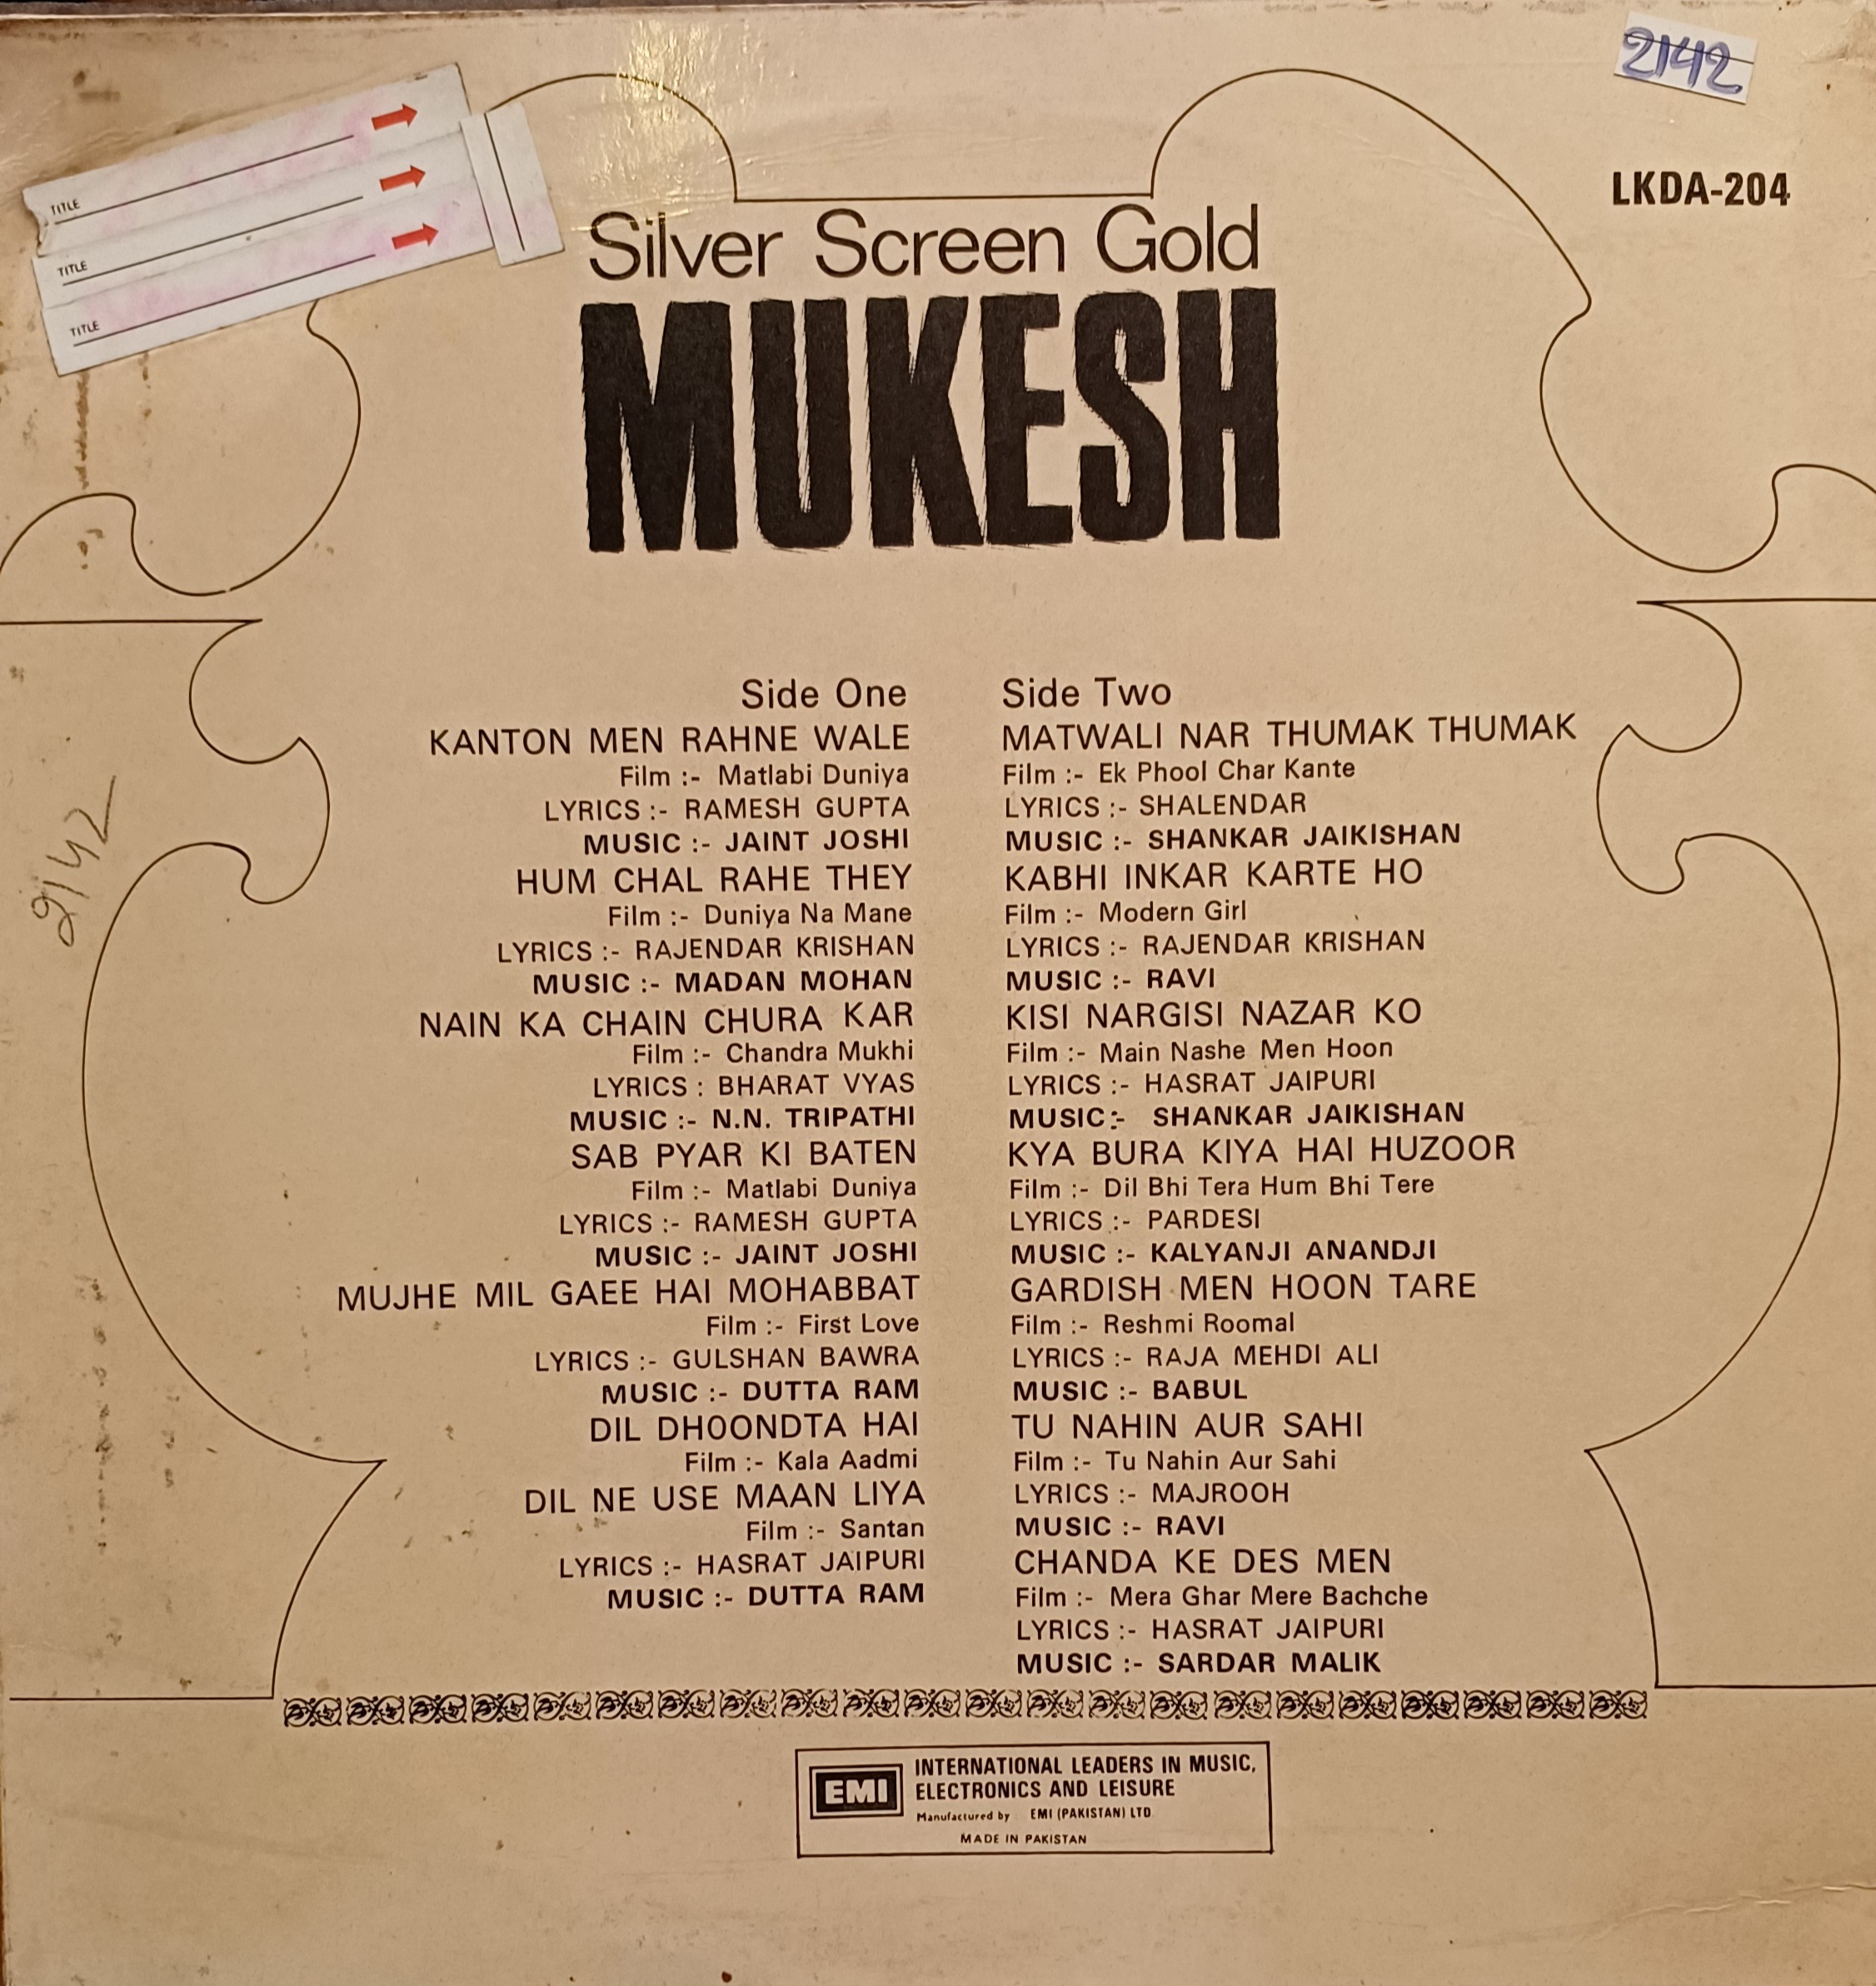 2142
LKDA-204
TITLE
TITLE
TITLE
Silver Screen Gold
MUKESH
2142
Side One
KANTON MEN RAHNE WALE
Film :- Matlabi Duniya
LYRICS :- RAMESH GUPTA
MUSIC :- JAINT JOSHI
HUM CHAL RAHE THEY
Film :- Duniya Na Mane
LYRICS :- RAJENDAR KRISHAN
MUSIC :- MADAN MOHAN
NAIN KA CHAIN CHURA KAR
Film :- Chandra Mukhi
LYRICS : BHARAT VYAS
MUSIC :- N.N. TRIPATHI
SAB PYAR KI BATEN
Film :- Matlabi Duniya
LYRICS :- RAMESH GUPTA
MUSIC :- JAINT JOSHI
MUJHE MIL GAEE HAI MOHABBAT
Film :- First Love
LYRICS :- GULSHAN BAWRA
MUSIC :- DUTTA RAM
DIL DHOONDTA HAI
Film :- Kala Aadmi
DIL NE USE MAAN LIYA
Film :- Santan
LYRICS :- HASRAT JAIPURI
MUSIC :- DUTTA RAM
Side Two
MATWALI NAR THUMAK THUMAK
Film :- Ek Phool Char Kante
LYRICS :- SHALENDAR
MUSIC :- SHANKAR JAIKISHAN
KABHI INKAR KARTE HO
Film :- Modern Girl
LYRICS :- RAJENDAR KRISHAN
MUSIC :- RAVI
KISI NARGISI NAZAR KO
Film :- Main Nashe Men Hoon
LYRICS :- HASRAT JAIPURI
MUSIC :- SHANKAR JAIKISHAN
KYA BURA KIYA HAI HUZOOR
Film :- Dil Bhi Tera Hum Bhi Tere
LYRICS :- PARDESI
MUSIC :- KALYANJI ANANDJI
GARDISH MEN HOON TARE
Film :- Reshmi Roomal
LYRICS :- RAJA MEHDI ALI
MUSIC :- BABUL
TU NAHIN AUR SAHI
Film :- Tu Nahin Aur Sahi
LYRICS :- MAJROOH
MUSIC :- RAVI
CHANDA KE DES MEN
Film :- Mera Ghar Mere Bachche
LYRICS :- HASRAT JAIPURI
MUSIC :- SARDAR MALIK
EMI
INTERNATIONAL LEADERS IN MUSIC,
ELECTRONICS AND LEISURE
Manufactured by EMI (PAKISTAN) LTD
MADE IN PAKISTAN